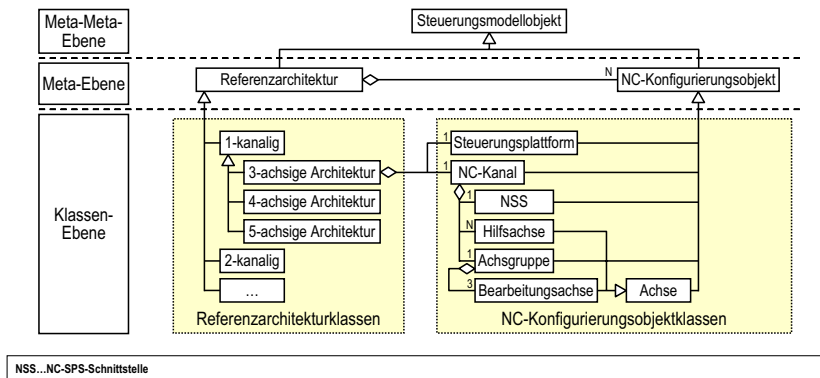 Meta-Meta-
Ebene
Steuerungsmodellobjekt
Meta-Ebene
Referenzarchitektur
N
NC-Konfigurierungsobjekt
Klassen-
Ebene
1-kanalig
3-achsige Architektur
4-achsige Architektur
5-achsige Architektur
2-kanalig
...
Referenzarchitekturklassen
1
Steuerungsplattform
1
NC-Kanal
1
NSS
N
Hilfsachse
1
Achsgruppe
3
Bearbeitungsachse
Achse
NC-Konfigurierungsobjektklassen
NSS...NC-SPS-Schnittstelle